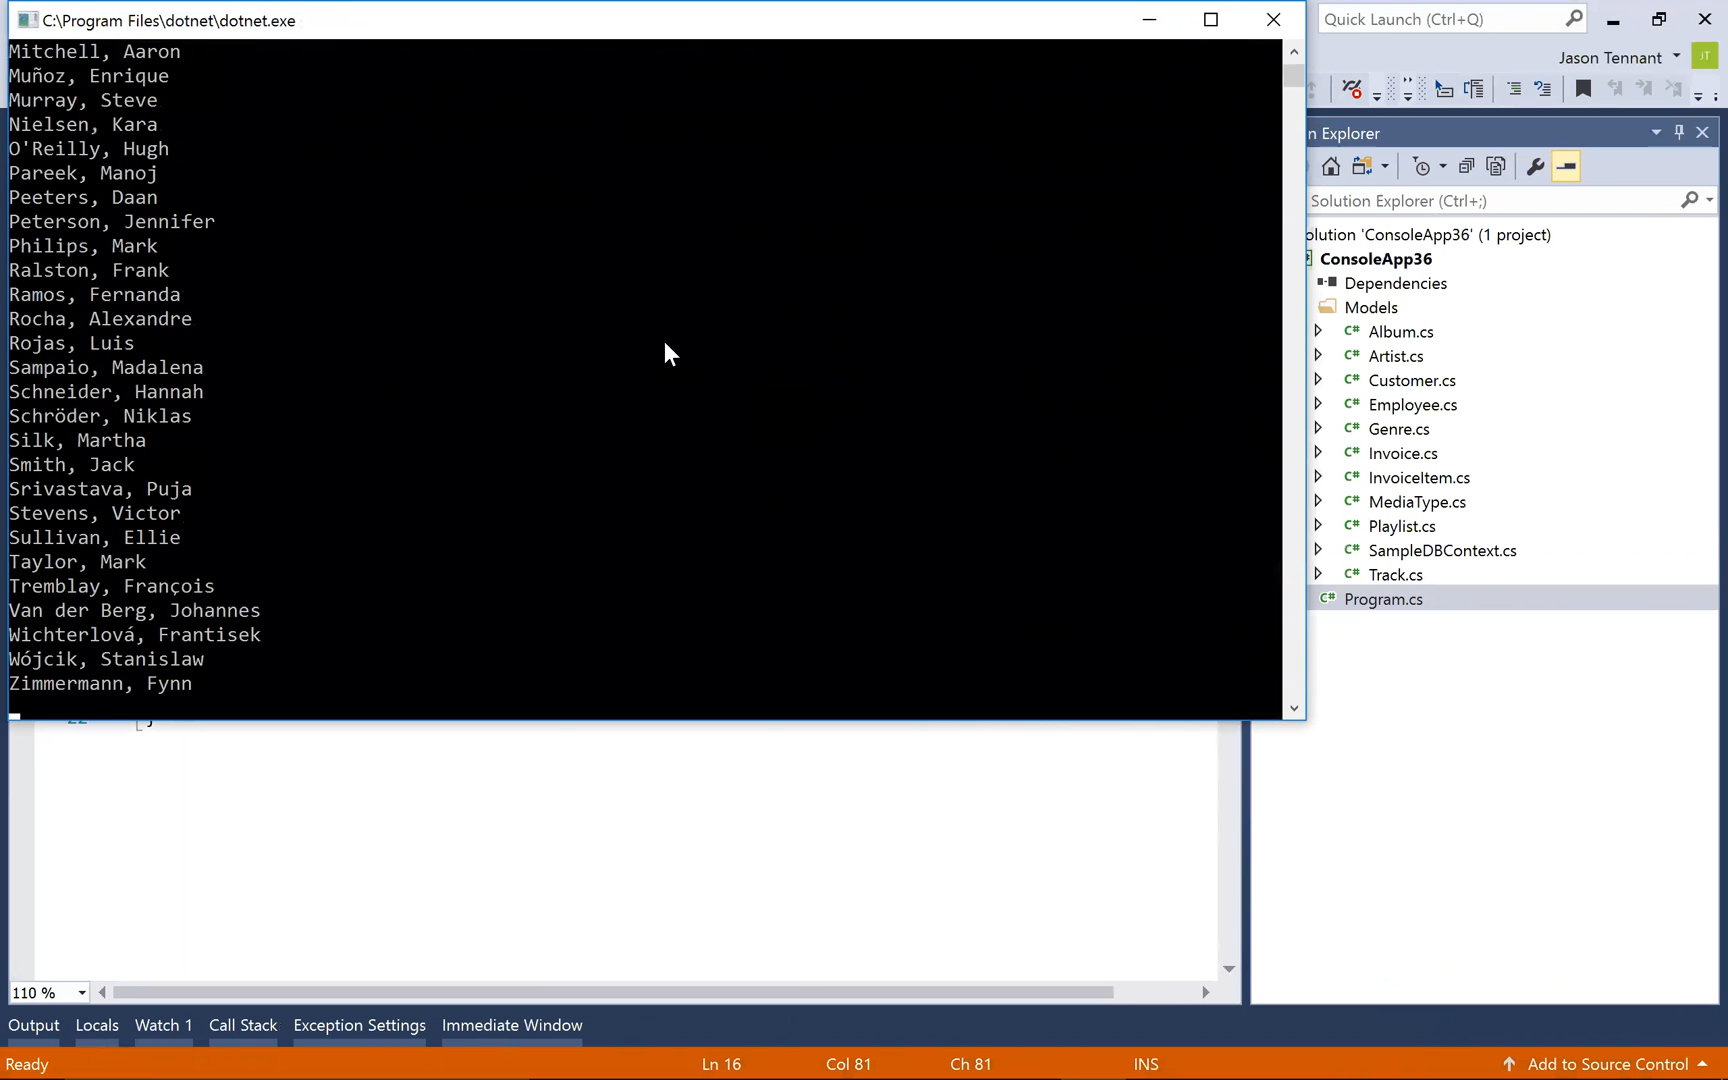 C:\Program Files\dotnet\dotnet.exe
Mitchell, Aaron
Muñoz, Enrique
Murray, Steve
Nielsen, Kara
O'Reilly, Hugh
Pareek, Manoj
Peeters, Daan
Peterson, Jennifer
Philips, Mark
Ralston, Frank
Ramos, Fernanda
Rocha, Alexandre
Rojas, Luis
Sampaio, Madalena
Schneider, Hannah
Schröder, Niklas
Silk, Martha
Smith, Jack
Srivastava, Puja
Stevens, Victor
Sullivan, Ellie
Taylor, Mark
Tremblay, François
Van der Berg, Johannes
Wichterlová, Frantisek
Wójcik, Stanislaw
Zimmermann, Fynn
Quick Launch (Ctrl+Q)
Jason Tennant
JT
n Explorer
Solution Explorer (Ctrl+;)
olution 'ConsoleApp36' (1 project)
ConsoleApp36
Dependencies
Models
C# Album.cs
C# Artist.cs
C# Customer.cs
C# Employee.cs
C# Genre.cs
C# Invoice.cs
C# InvoiceItem.cs
C# MediaType.cs
C# Playlist.cs
C# SampleDBContext.cs
C# Track.cs
C# Program.cs
22 }
110 %
Output Locals Watch 1 Call Stack Exception Settings Immediate Window
Ready Ln 16 Col 81 Ch 81 INS Add to Source Control